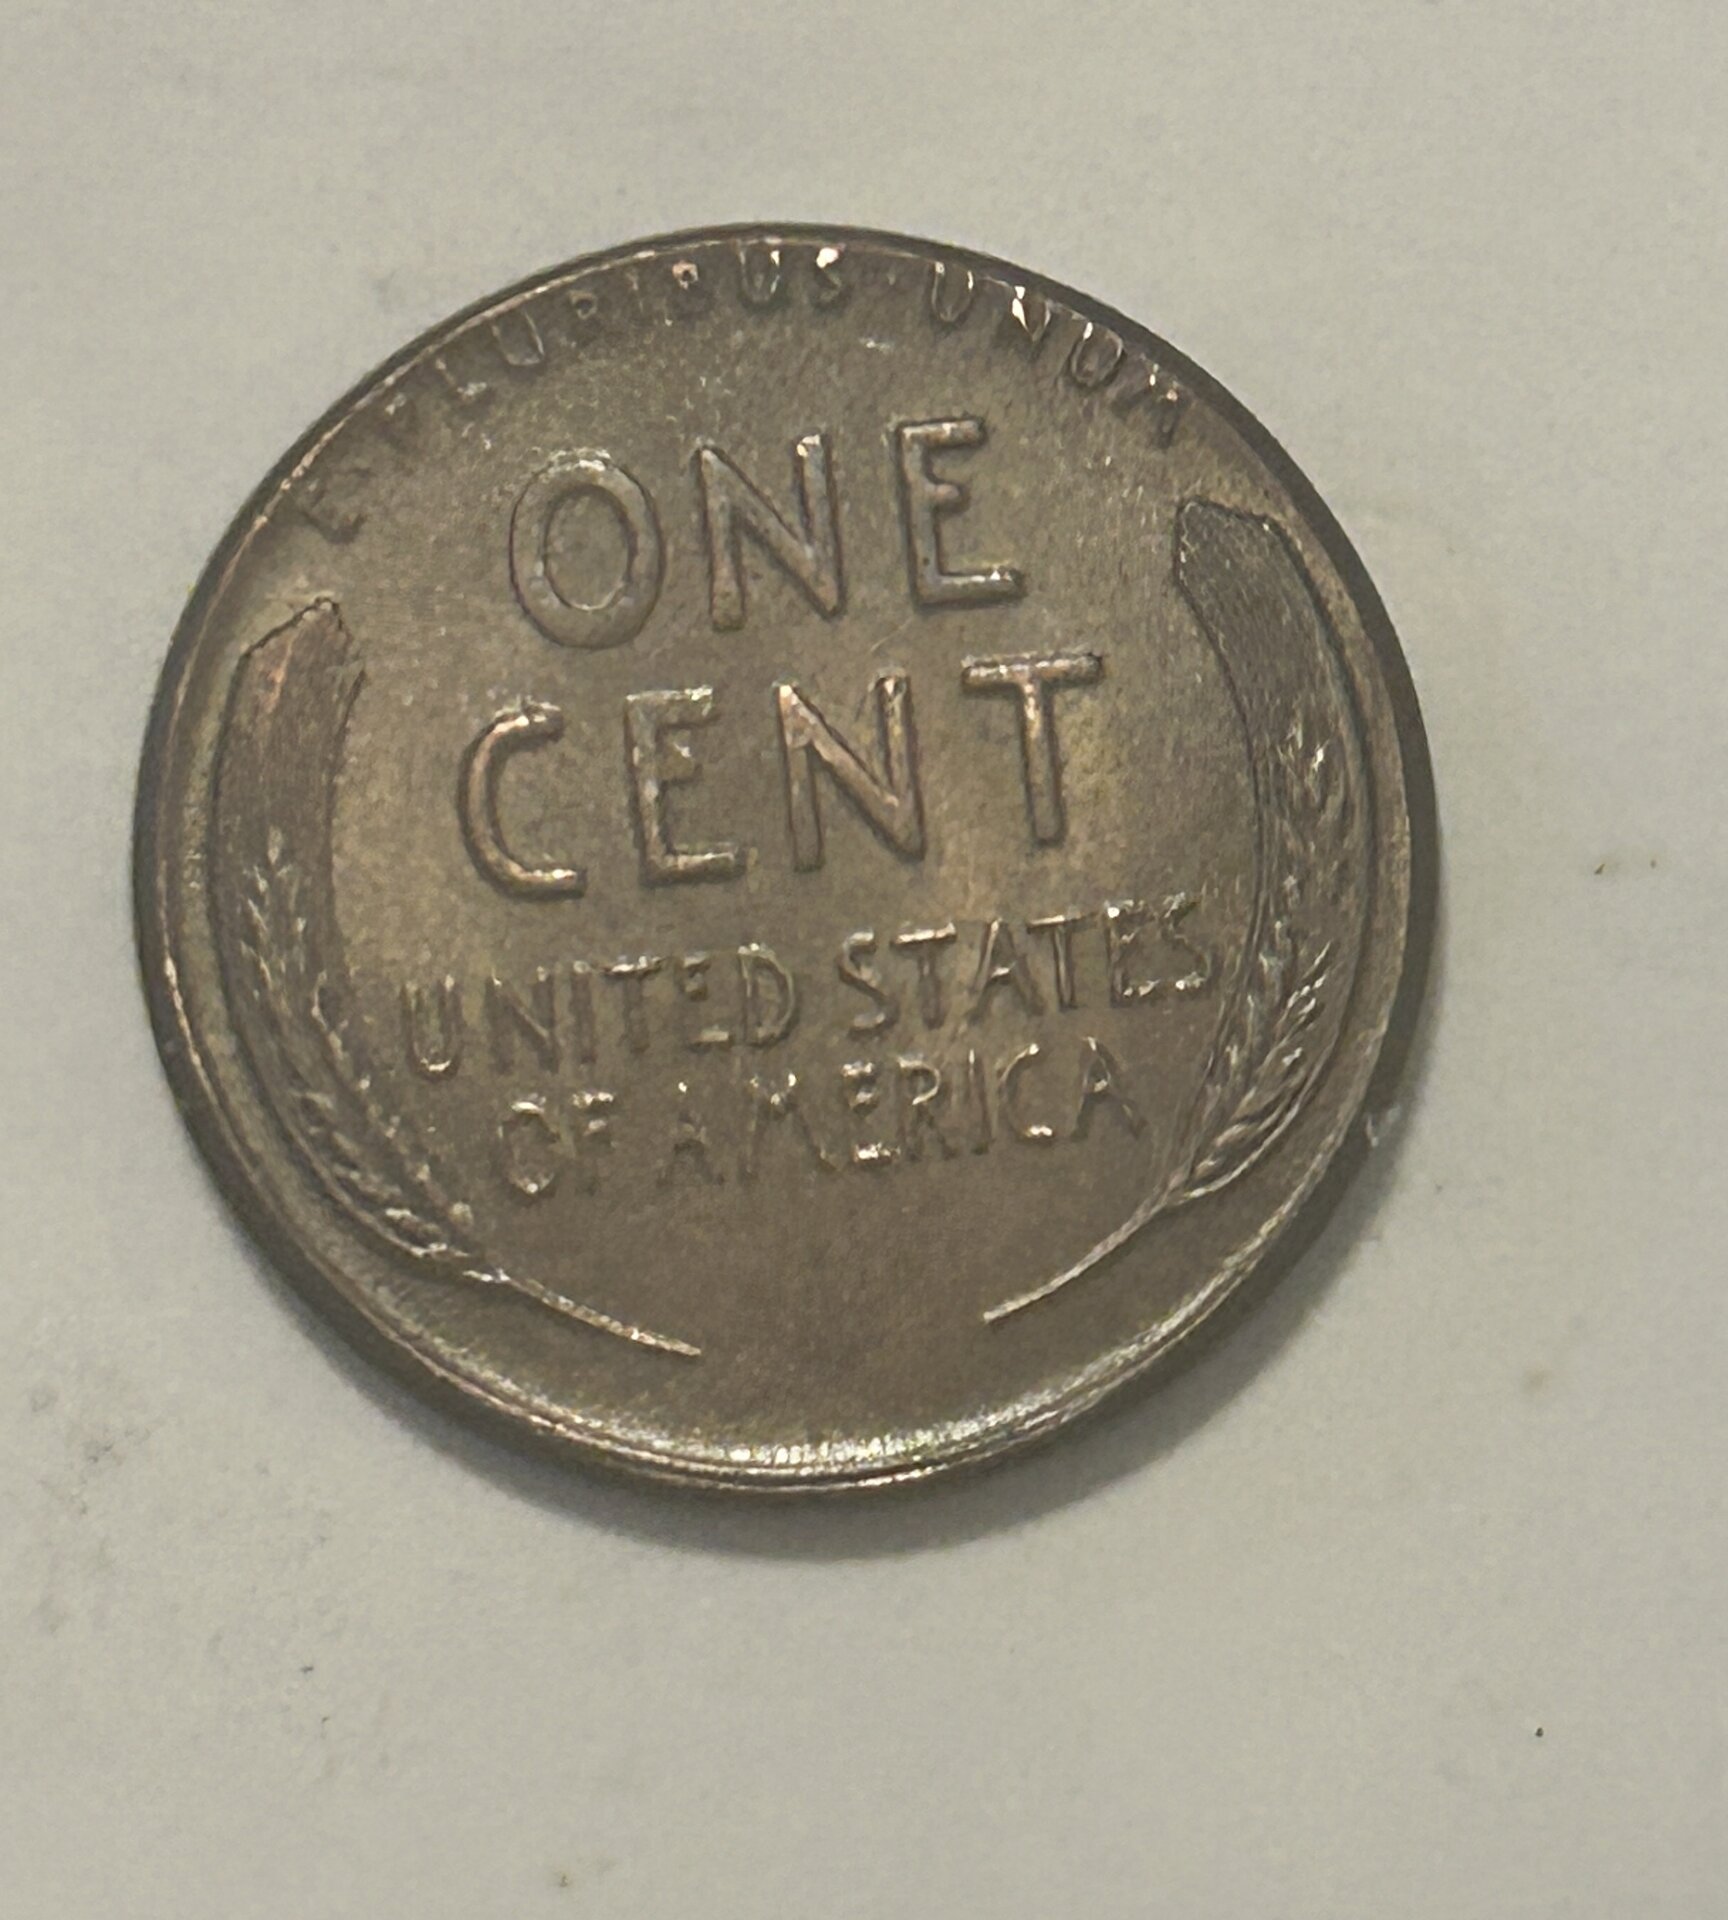 E·PLURIBUS·UNUM
ONE
CENT
UNITED STATES
OF AMERICA